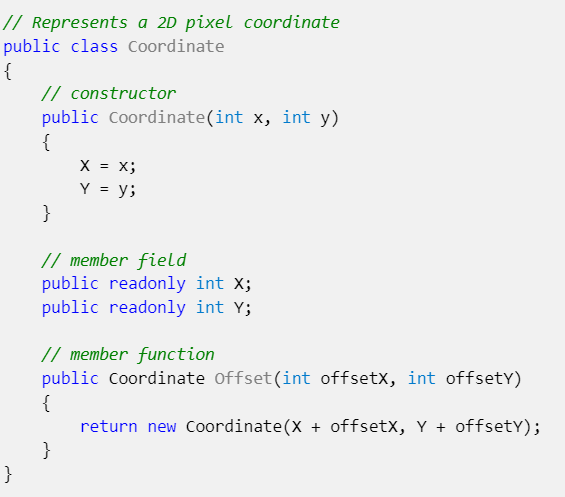 // Represents a 2D pixel coordinate
public class Coordinate
{
    // constructor
    public Coordinate(int x, int y)
    {
        X = x;
        Y = y;
    }

    // member field
    public readonly int X;
    public readonly int Y;

    // member function
    public Coordinate Offset(int offsetX, int offsetY)
    {
        return new Coordinate(X + offsetX, Y + offsetY);
    }
}